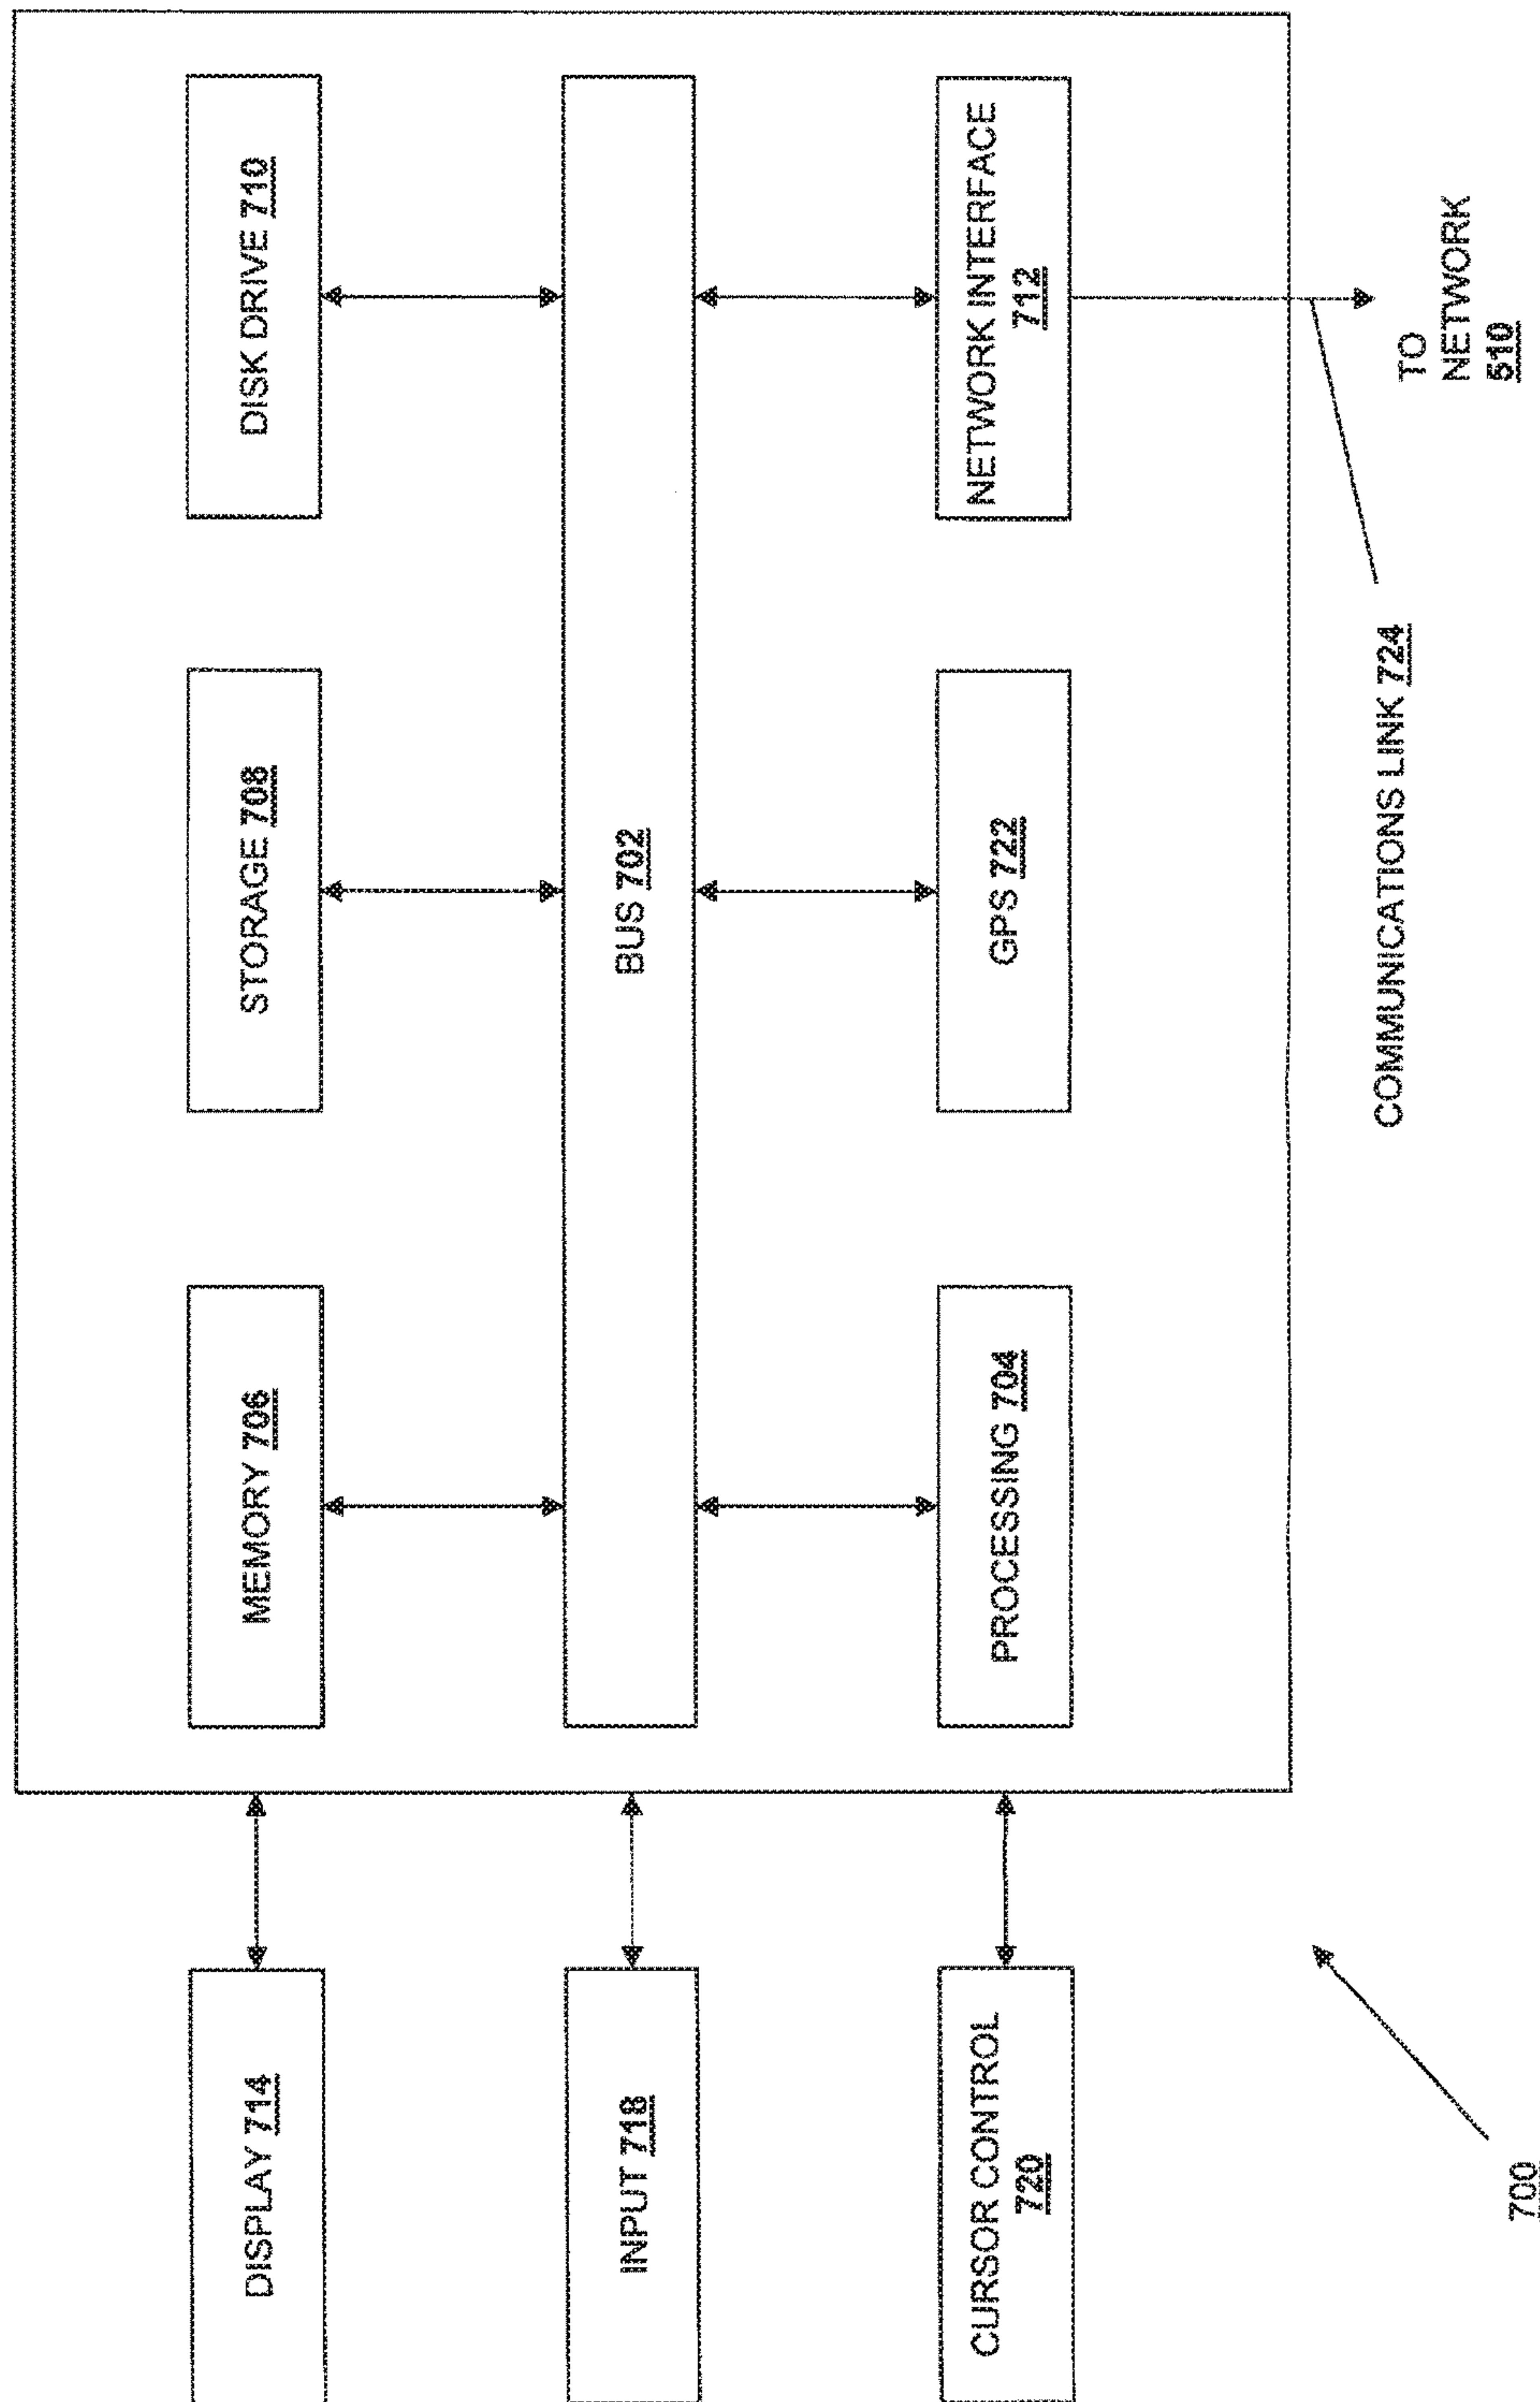 DISPLAY 714
MEMORY 706
STORAGE 708
DISK DRIVE 710
INPUT 718
BUS 702
CURSOR CONTROL
720
PROCESSING 704
GPS 722
NETWORK INTERFACE
712
COMMUNICATIONS LINK 724
TO
NETWORK
510
700